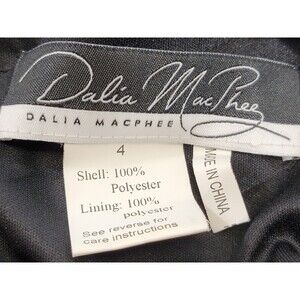 Dalia MacPhee
DALIA MACPHEE
4
Shell: 100%
Polyester
Lining: 100%
polyester
See reverse for
care instructions
MADE IN CHINA